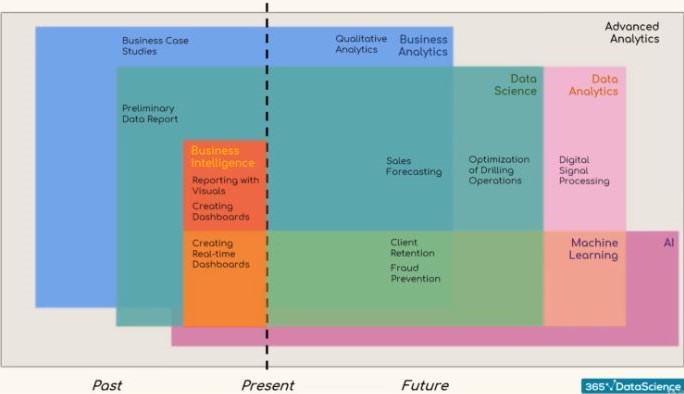 Advanced
Analytics
Business Case
Studies
Qualitative
Analytics
Business
Analytics
Data
Science
Data
Analytics
Preliminary
Data Report
Business
Intelligence
Reporting with
Visuals
Creating
Dashboards
Sales
Forecasting
Optimization
of Drilling
Operations
Digital
Signal
Processing
Creating
Real-time
Dashboards
Client
Retention
Fraud
Prevention
Machine
Learning
AI
Past
Present
Future
365√DataScience